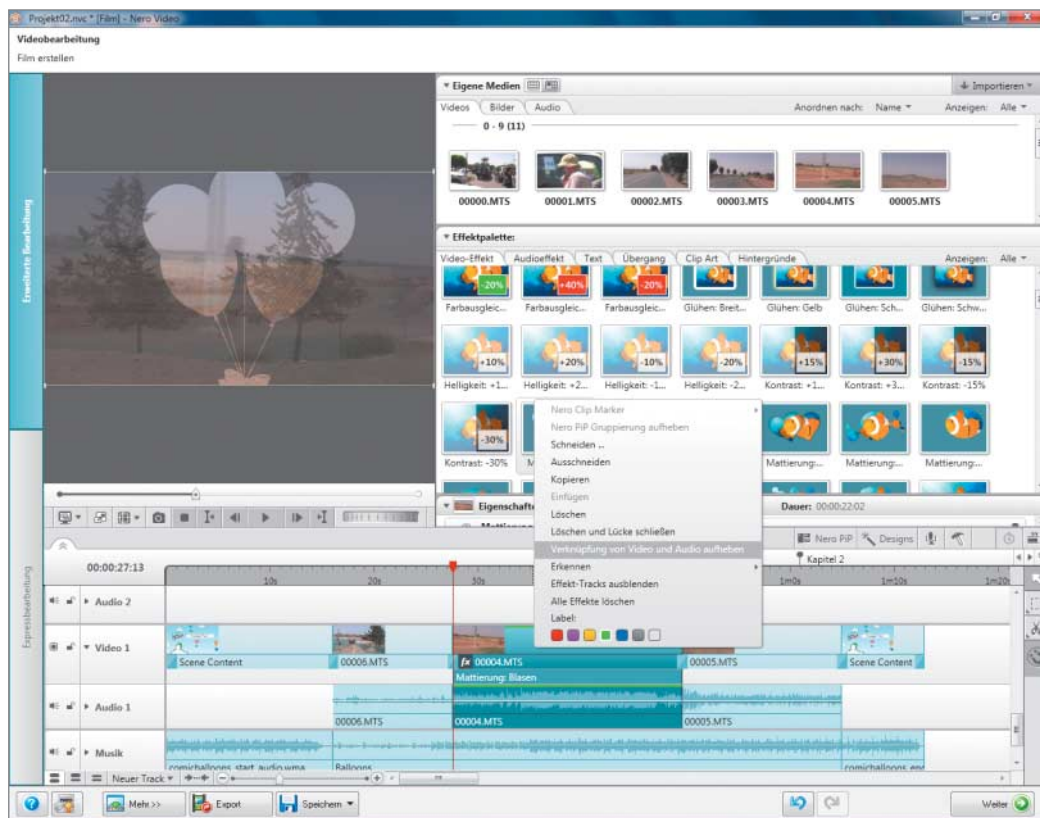 Projekt02.nvc * [Film] - Nero Video
Videobearbeitung
Film erstellen
Erweiterte Bearbeitung
Expressbearbeitung
Eigene Medien
Importieren
Videos Bilder Audio
Anordnen nach: Name Anzeigen: Alle
0 - 9 (11)
00000.MTS 00001.MTS 00002.MTS 00003.MTS 00004.MTS 00005.MTS
Effektpalette:
Video-Effekt Audioeffekt Text Übergang Clip Art Hintergründe Anzeigen: Alle
-20% +40% -20%
Farbausgleic... Farbausgleic... Farbausgleic... Glühen: Breit... Glühen: Gelb Glühen: Sch... Glühen: Schw...
+10% +20% -10% -20% +15% +30% -15%
Helligkeit: +1... Helligkeit: +2... Helligkeit: -1... Helligkeit: -2... Kontrast: +1... Kontrast: +3... Kontrast: -15%
-30%
Kontrast: -30% M Mattierung:... Mattierung:... Mattierung:...
Nero Clip Marker
Nero PiP Gruppierung aufheben
Schneiden ..
Ausschneiden
Kopieren
Einfügen
Löschen
Löschen und Lücke schließen
Verknüpfung von Video und Audio aufheben
Erkennen
Effekt-Tracks ausblenden
Alle Effekte löschen
Label:
Eigenschafte
Dauer: 00:00:22:02
Nero PiP Designs
Kapitel 2
00:00:27:13
10s 20s 30s 1m0s 1m10s 1m20
Audio 2
Video 1
Scene Content 00006.MTS fx 00004.MTS 00005.MTS Scene Content
Mattierung: Blasen
Audio 1
00006.MTS 00004.MTS 00005.MTS
Musik
comicballoons_start_audio.wma Balloons comicballoons_end
Neuer Track
Mehr >> Export Speichern Weiter